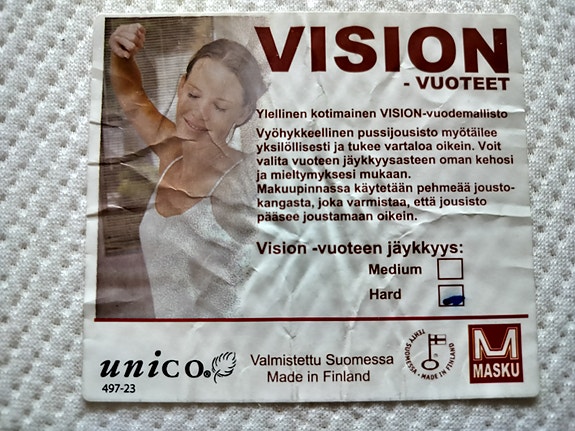 VISION
- VUOTEET
Ylellinen kotimainen VISION-vuodemallisto
Vyöhykkeellinen pussijousisto myötäilee
yksilöllisesti ja tukee vartaloa oikein. Voit
valita vuoteen jäykkyysasteen oman kehosi
ja mieltymyksesi mukaan.
Makuupinnassa käytetään pehmeää jousto-
kangasta, joka varmistaa, että jousisto
pääsee joustamaan oikein.
Vision -vuoteen jäykkyys:
Medium
Hard
unico®
497-23
Valmistettu Suomessa
Made in Finland
TEHTY SUOMESSA • MADE IN FINLAND
M
MASKU